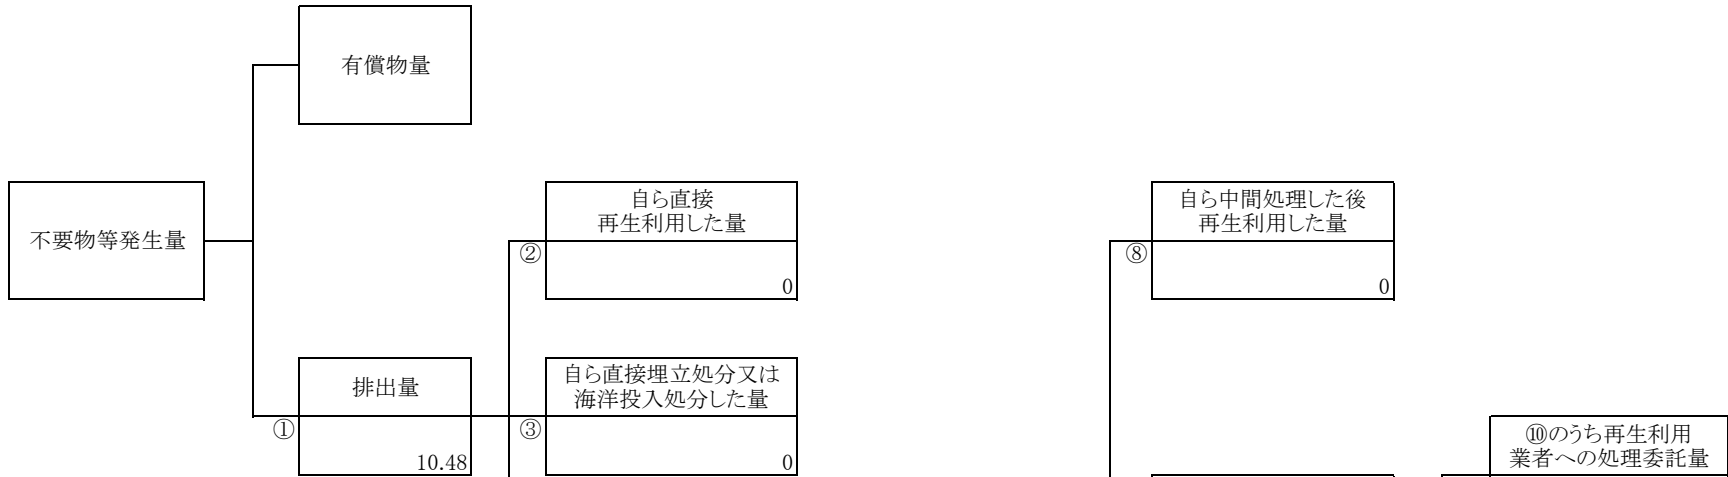 有償物量
不要物等発生量
自ら直接
再生利用した量
②
0
自ら中間処理した後
再生利用した量
⑧
0
排出量
①
10.48
自ら直接埋立処分又は
海洋投入処分した量
③
0
⑩のうち再生利用
業者への処理委託量